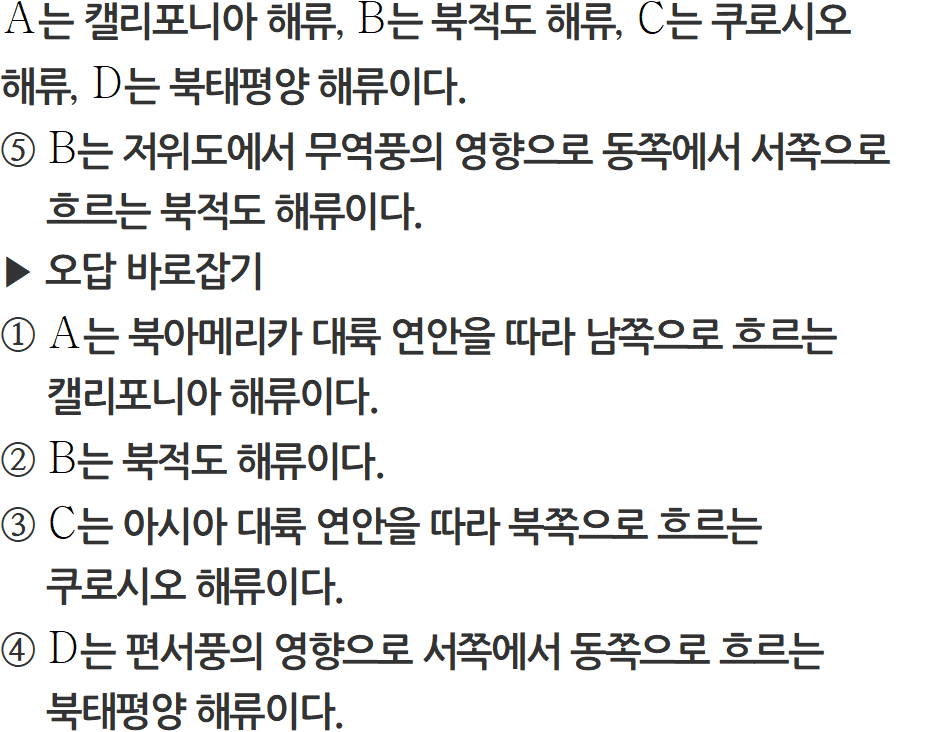 A는 캘리포니아 해류, B는 북적도 해류, C는 쿠로시오
해류, D는 북태평양 해류이다.
⑤ B는 저위도에서 무역풍의 영향으로 동쪽에서 서쪽으로
흐르는 북적도 해류이다.
▶ 오답 바로잡기
① A는 북아메리카 대륙 연안을 따라 남쪽으로 흐르는
캘리포니아 해류이다.
② B는 북적도 해류이다.
③ C는 아시아 대륙 연안을 따라 북쪽으로 흐르는
쿠로시오 해류이다.
④ D는 편서풍의 영향으로 서쪽에서 동쪽으로 흐르는
북태평양 해류이다.